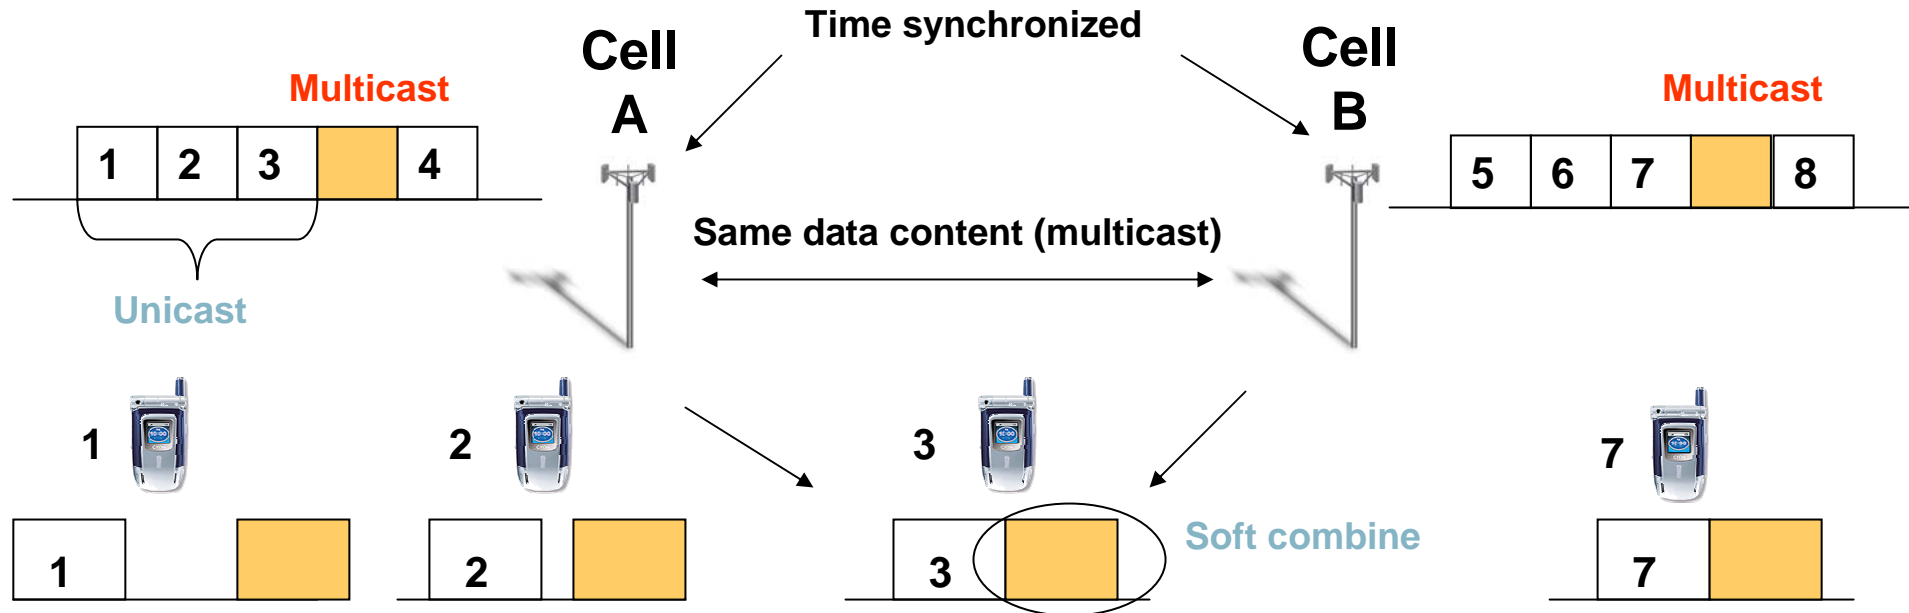 Time synchronized
Cell
A
Cell
B
Multicast
Multicast
1 2 3 4
5 6 7 8
Same data content (multicast)
Unicast
1
2
3
7
Soft combine
1
2
3
7